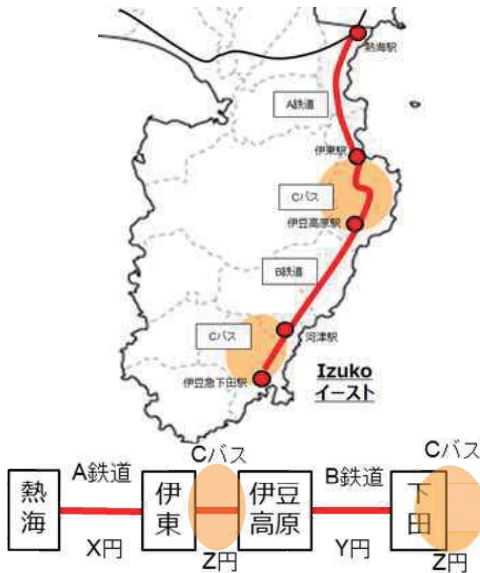 熱海駅
A鉄道
伊東駅
Cバス
伊豆高原駅
B鉄道
Cバス
河津駅
伊豆急下田駅
Izuko
イースト
Cバス
Cバス
A鉄道
B鉄道
熱海
伊東
伊豆高原
下田
X円
Z円
Y円
Z円